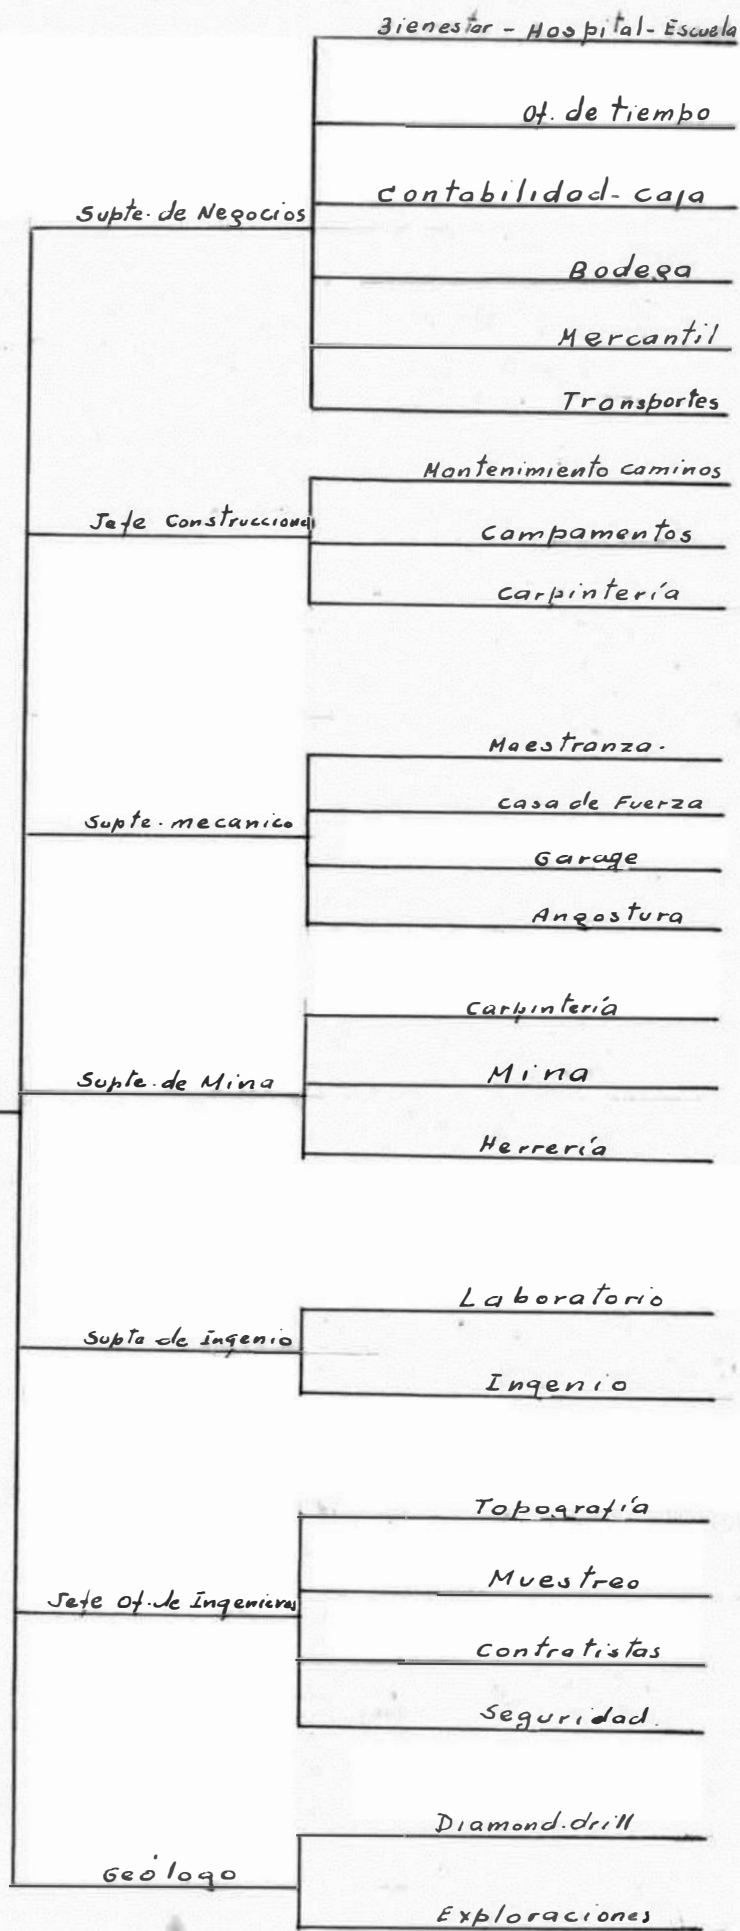 Bienestar - Hospital - Escuela
Of. de tiempo
Contabilidad - caja
Supte. de Negocios
Bodega
Mercantil
Transportes
Mantenimiento caminos
Jefe Construcciones
Campamentos
Carpintería
Maestranza.
Casa de Fuerza
Supte. mecanico
Garage
Angostura
Carpintería
Supte. de Mina
Mina
Herrería
Laboratorio
Supte de Ingenio
Ingenio
Topografía
Muestreo
Jefe Of. de Ingenieros
Contratistas
Seguridad.
Diamond. drill
Geólogo
Exploraciones